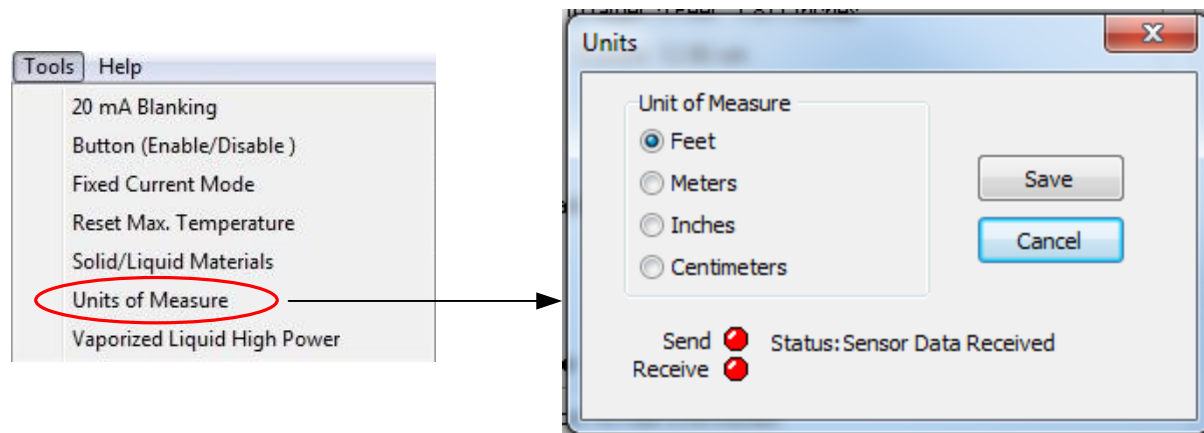 Tools Help
20 mA Blanking
Button (Enable/Disable )
Fixed Current Mode
Reset Max. Temperature
Solid/Liquid Materials
Units of Measure
Vaporized Liquid High Power
Units
Unit of Measure
Feet
Meters
Inches
Centimeters
Save
Cancel
Send
Receive
Status:Sensor Data Received